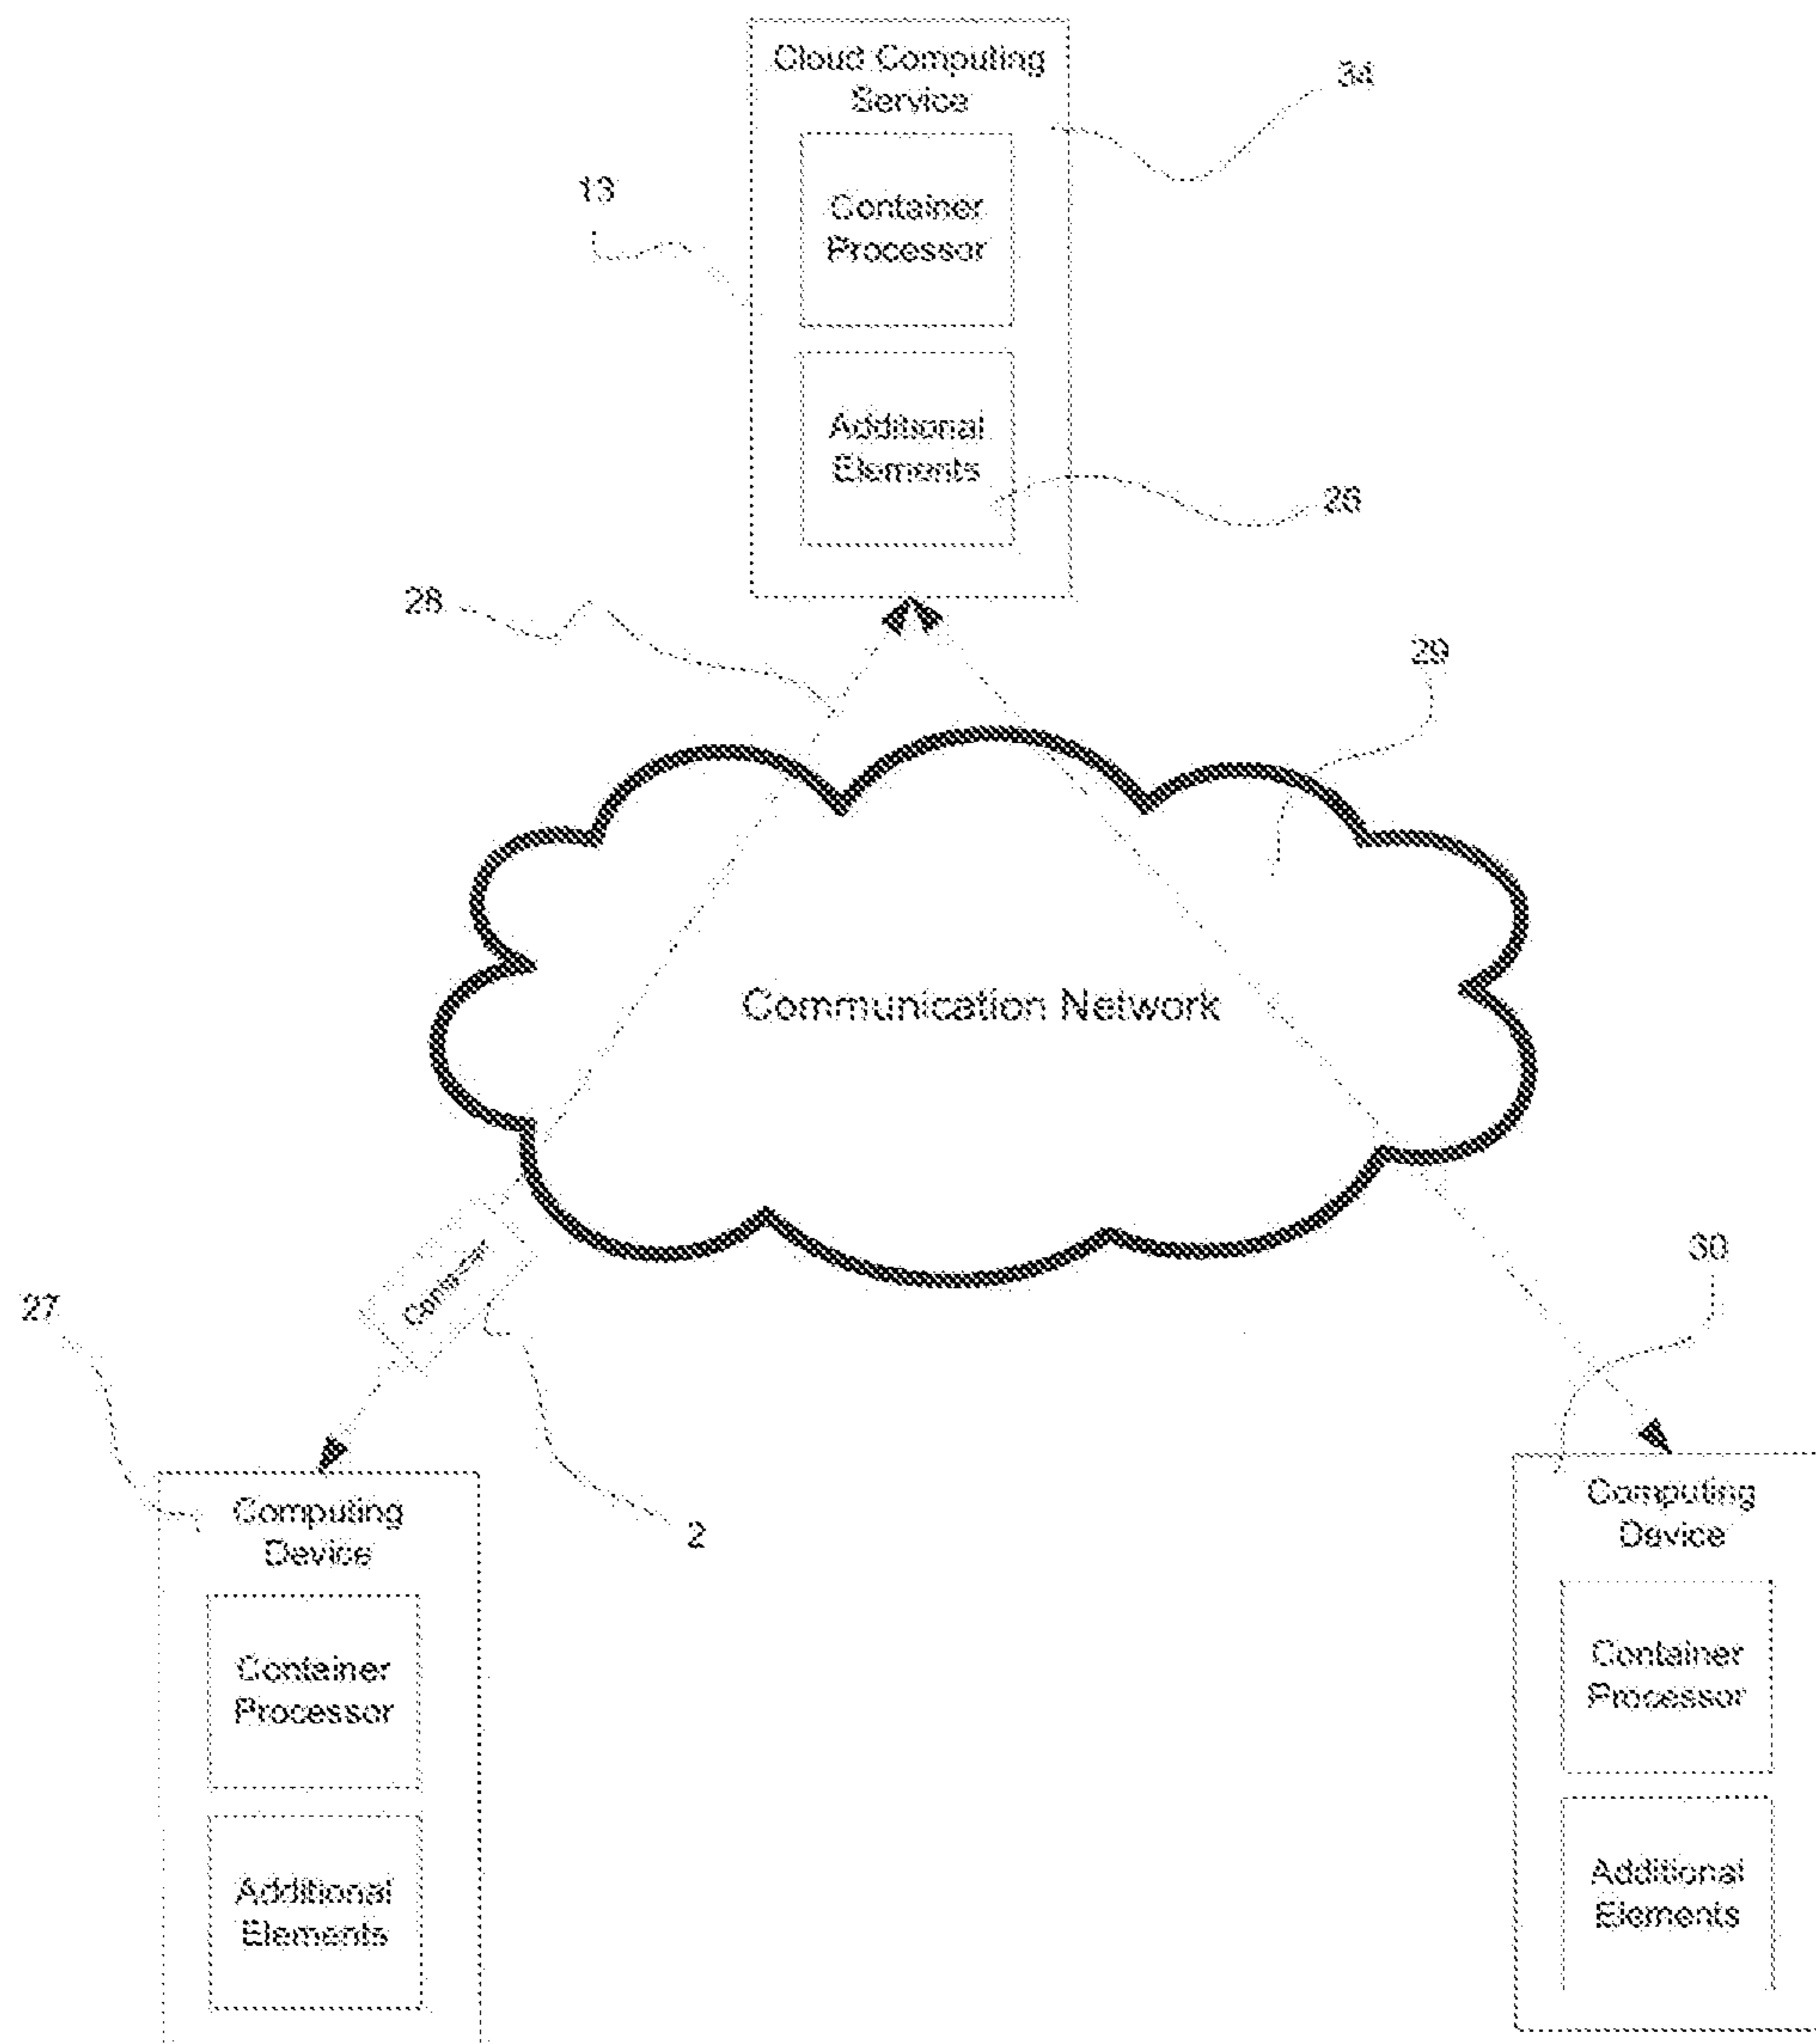 Cloud Computing
Service
34
13
Container
Processor
Additional
Elements
26
28
29
Communication Network
Container
30
27
2
Computing
Device
Container
Processor
Additional
Elements
Computing
Device
Container
Processor
Additional
Elements